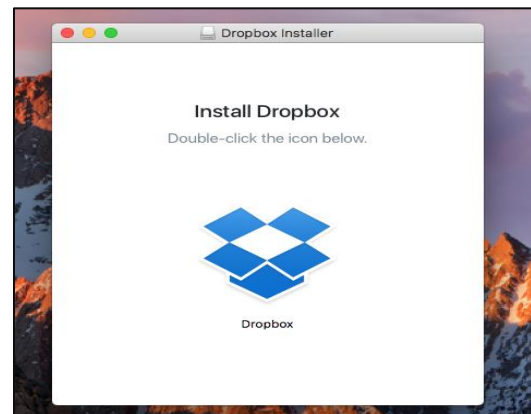 Dropbox Installer
Install Dropbox
Double-click the icon below.
Dropbox